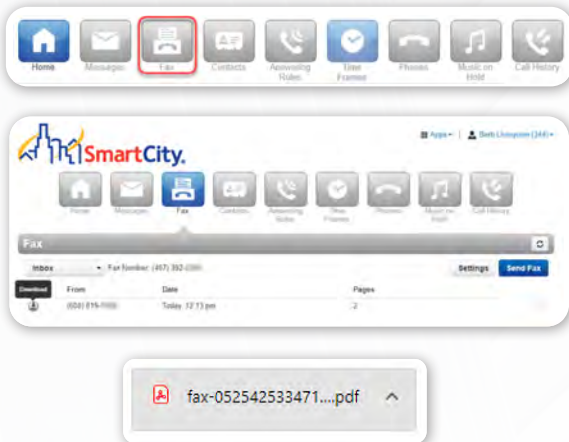 Home Messages Fax Contacts Answering Rules Time Frames Phones Music on Hold Call History
SmartCity.
Apps
Home Messages Fax Contacts Answering Rules Time Frames Phones Music on Hold Call History
Fax
Inbox Fax Number: (407) 392-
Settings Send Fax
Download From Date Pages
Today 12:13 pm 2
fax-052542533471....pdf